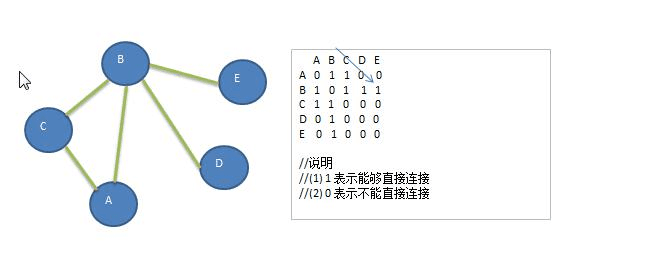 B
E
C
D
A
A B C D E
A 0 1 1 0 0
B 1 0 1 1 1
C 1 1 0 0 0
D 0 1 0 0 0
E 0 1 0 0 0
//说明
//(1) 1 表示能够直接连接
//(2) 0 表示不能直接连接